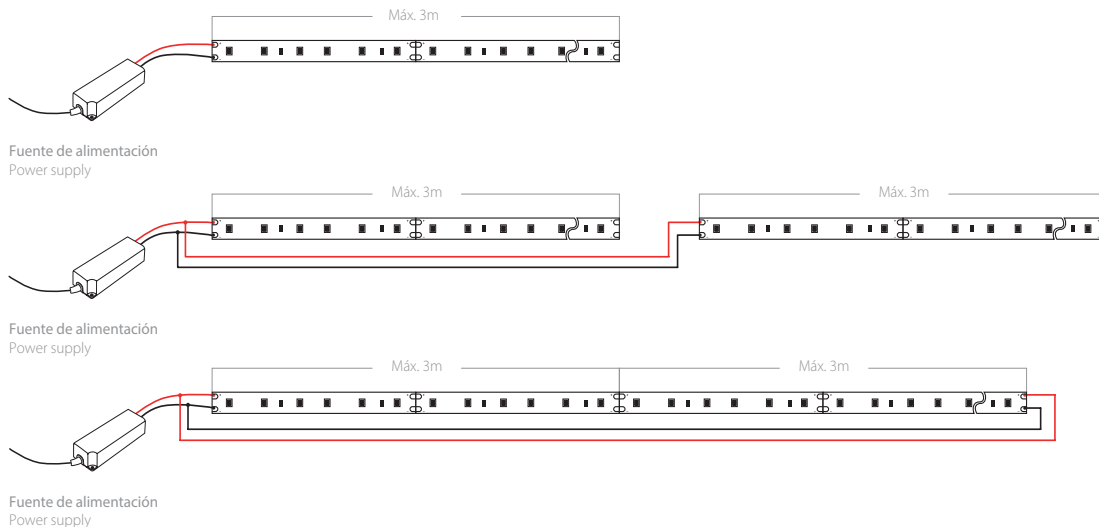 Máx. 3m
Fuente de alimentación
Power supply
Máx. 3m
Máx. 3m
Fuente de alimentación
Power supply
Máx. 3m
Máx. 3m
Fuente de alimentación
Power supply